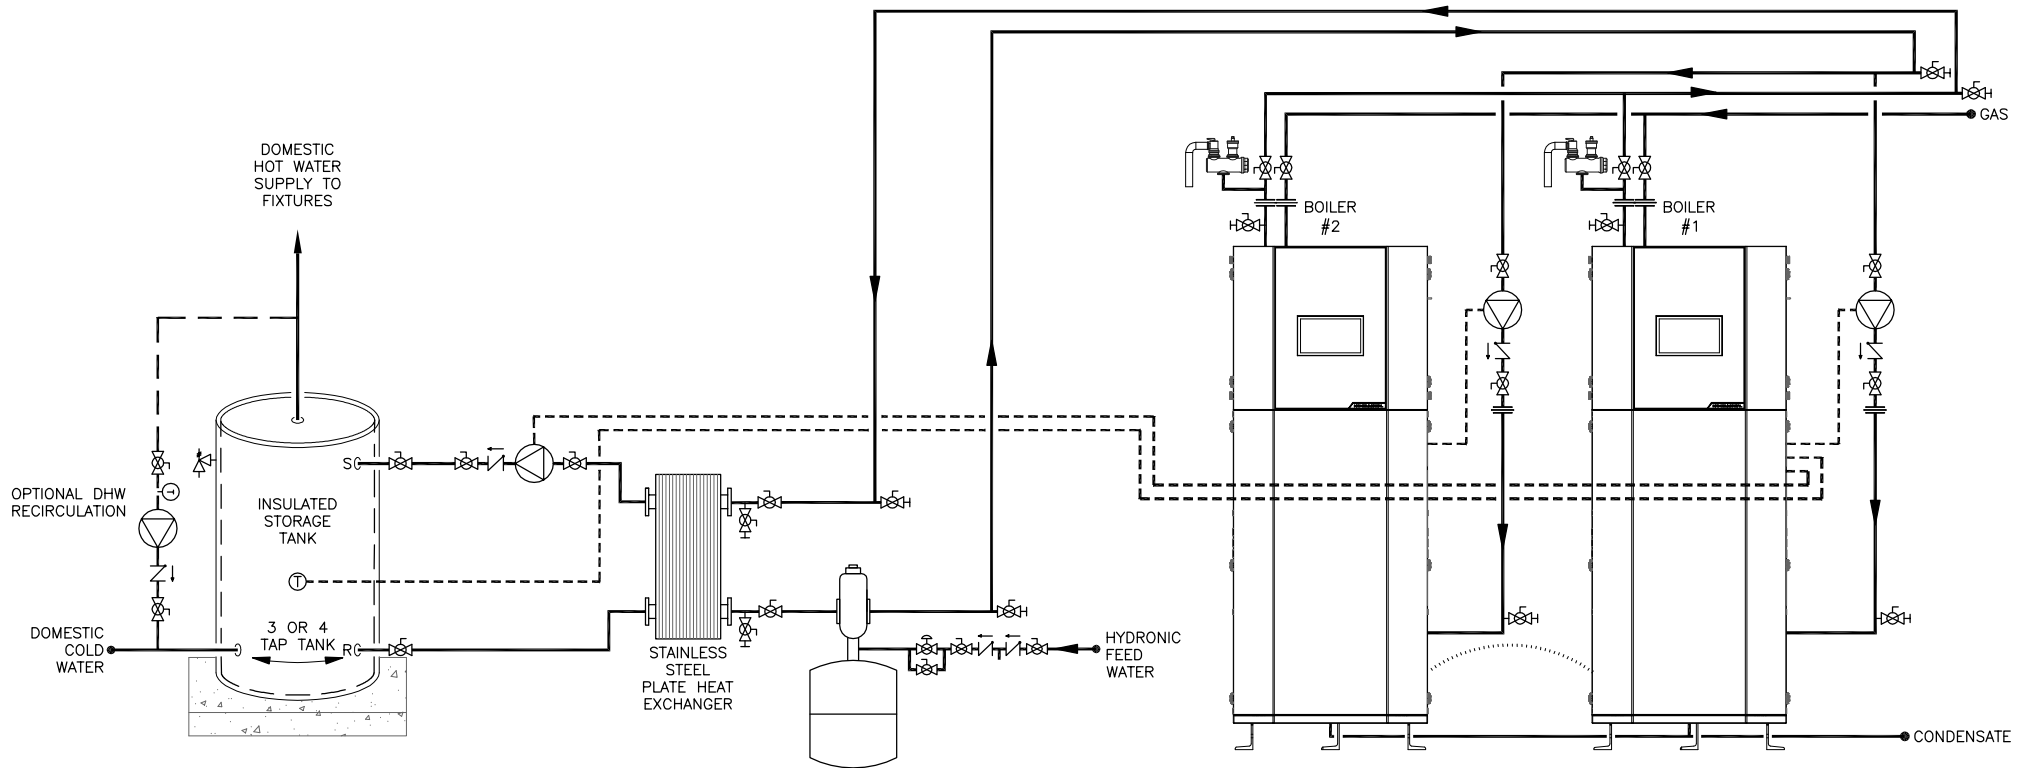 GAS
DOMESTIC
HOT WATER
SUPPLY TO
FIXTURES
BOILER
#2
BOILER
#1
S
T
OPTIONAL DHW
RECIRCULATION
INSULATED
STORAGE
TANK
T
3 OR 4
TAP TANK
R
DOMESTIC
COLD
WATER
STAINLESS
STEEL
PLATE HEAT
EXCHANGER
HYDRONIC
FEED
WATER
CONDENSATE